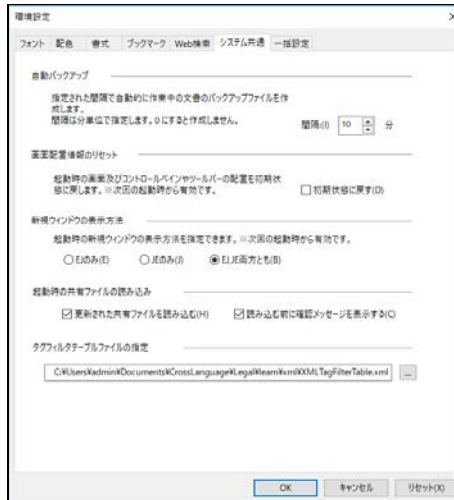 環境設定
フォント 配色 書式 ブックマーク Web検索 システム共通 一括設定
自動バックアップ
指定された間隔で自動的に作業中の文書のバックアップファイルを作
成します。
間隔は分単位で指定します。0にすると作成しません。
間隔:(I) 10 分
画面配置情報のリセット
起動時の画面及びコントロールペインやツールバーの配置を初期状
態に戻します。※次回の起動時から有効です。
初期状態に戻す(D)
新規ウィンドウの表示方法
起動時の新規ウィンドウの表示方法を指定できます。※次回の起動時から有効です。
EJのみ(E) JEのみ(J) EJ,JE両方とも(B)
起動時の共有ファイルの読み込み
更新された共有ファイルを読み込む(H) 読み込む前に確認メッセージを表示する(C)
タグフィルタテーブルファイルの指定
C:¥Users¥admin¥Documents¥CrossLanguage¥Legal¥learn¥xml¥XMLTagFilterTable.xml ...
OK キャンセル リセット(X)